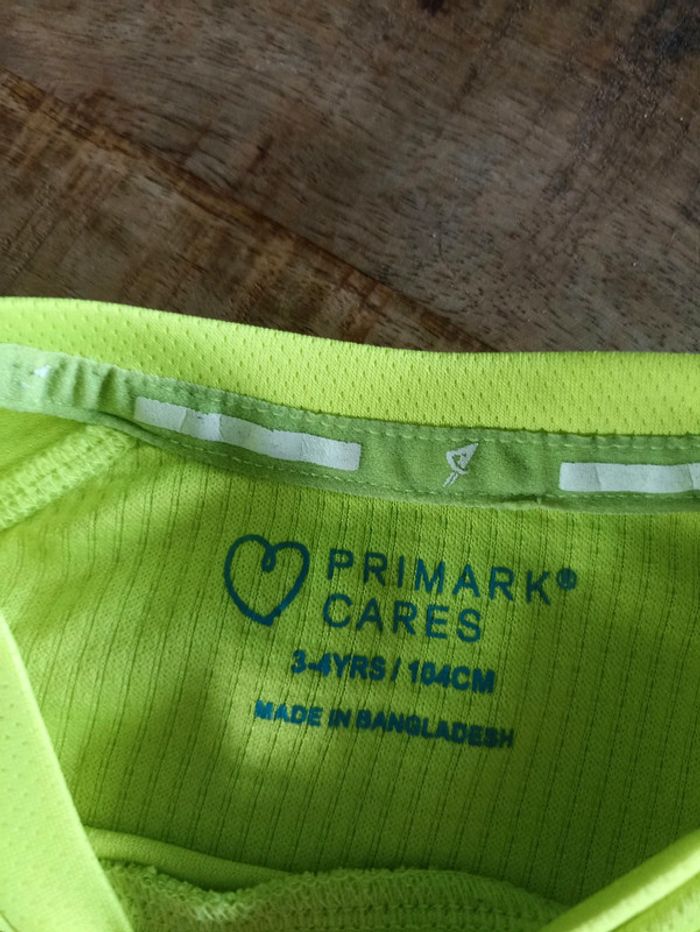 PRIMARK®
CARES
3-4YRS / 104CM
MADE IN BANGLADESH